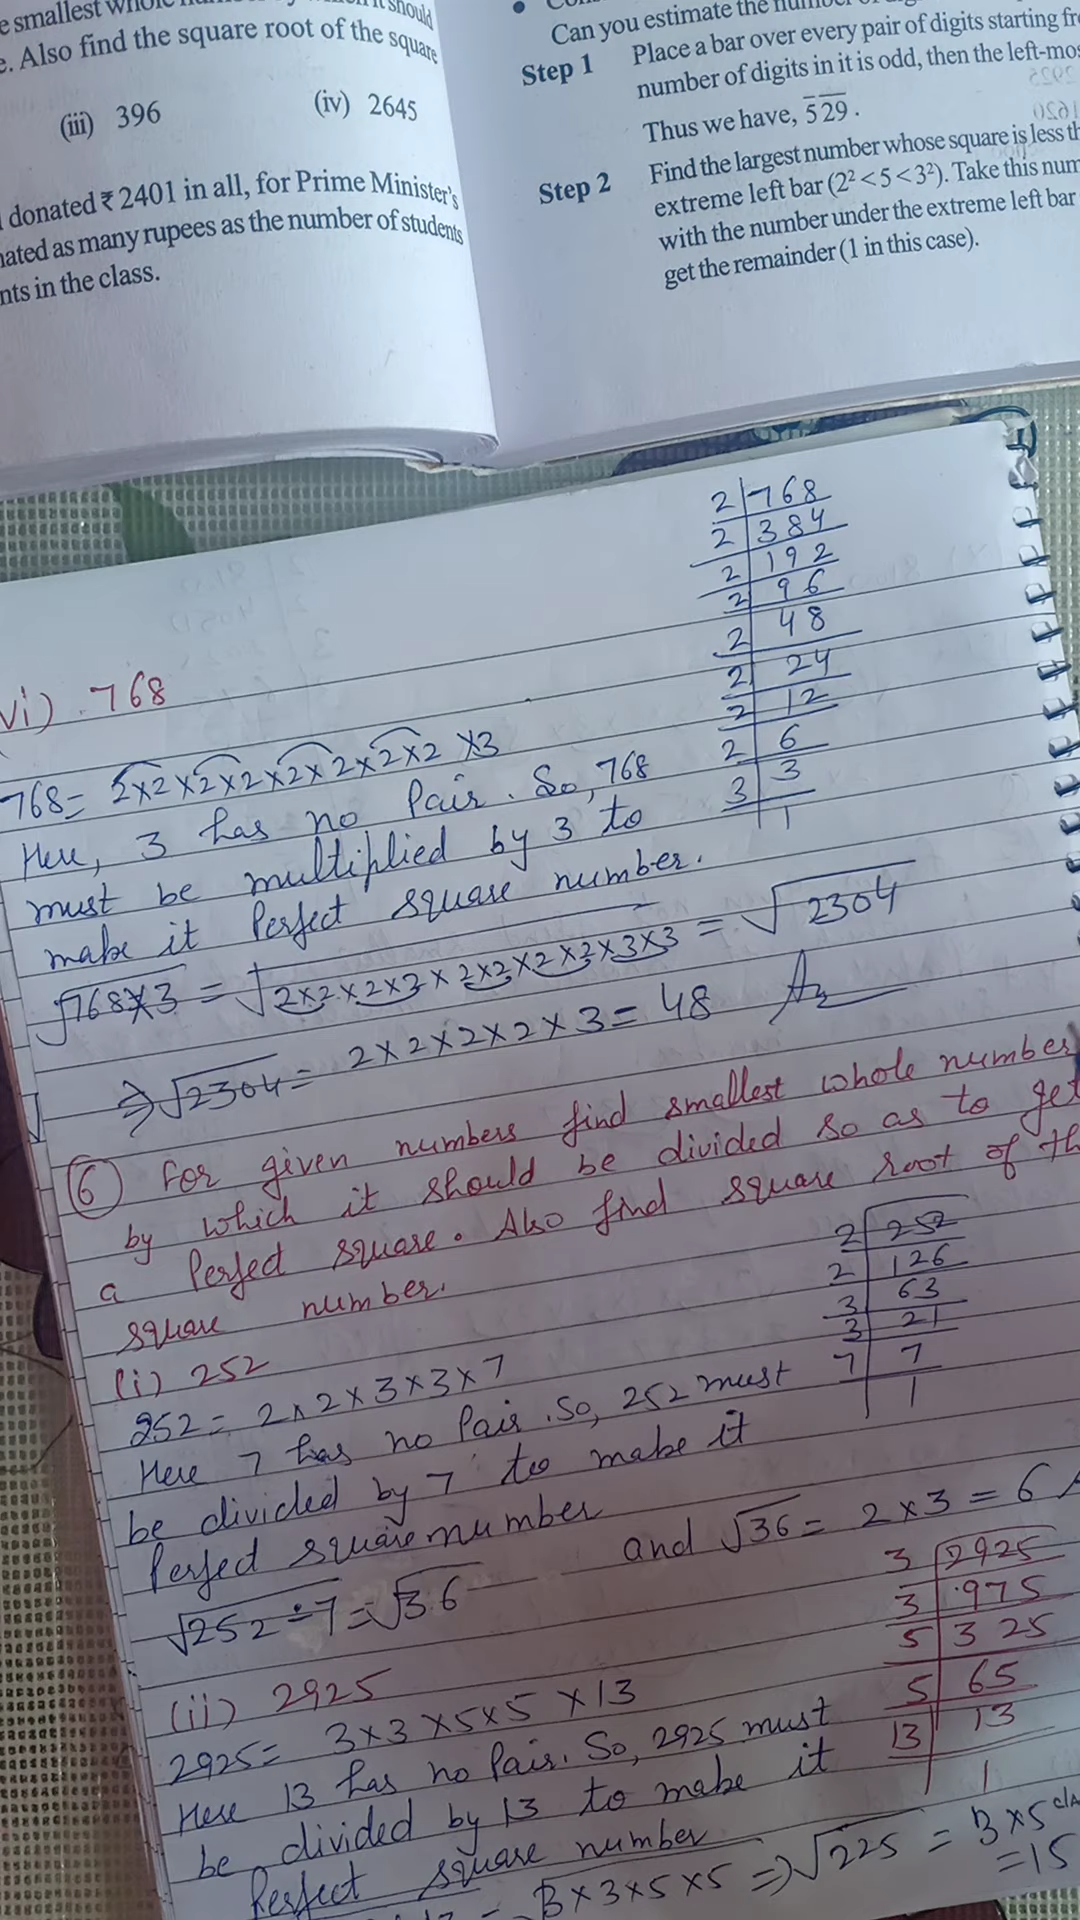 e smallest whole
it should
e. Also find the square root of the square
(iii) 396
(iv) 2645
donated ₹ 2401 in all, for Prime Minister's
nated as many rupees as the number of students
nts in the class.
Can you estimate the
Step 1 Place a bar over every pair of digits starting fr
number of digits in it is odd, then the left-mos
Thus we have, 5 29 .
Step 2 Find the largest number whose square is less th
extreme left bar (2² < 5 < 3²). Take this num
with the number under the extreme left bar
get the remainder (1 in this case).
2 768
2 384
2 192
2 96
2 48
2 24
2 12
2 6
3 3
1
vi) . 768
768 = 2×2×2×2×2×2×2×2 ×3
Here, 3 has no Pair. So, 768
must be multiplied by 3 to
make it Perfect square number.
√768×3 = √2×2×2×3×2×2×2×2×3×3 = √2304
⇒ √2304 = 2×2×2×2×3 = 48 Ans
(6) For given numbers find smallest whole number
by which it should be divided so as to get
a Perfect square. Also find square root of th
square number.
(i) 252
2 252
2 126
3 63
3 21
7 7
1
252 = 2×2×3×3×7
Here 7 has no Pair. So, 252 must
be divided by 7 to make it
Perfect square number
√252÷7 = √36 and √36 = 2×3 = 6 A
(ii) 2925
3 2925
3 975
5 325
5 65
13 13
1
2925 = 3×3×5×5×13
Here 13 has no Pair. So, 2925 must
be divided by 13 to make it
Perfect square number
= 3×3×5×5 ⇒ √225 = 3×5
= 15